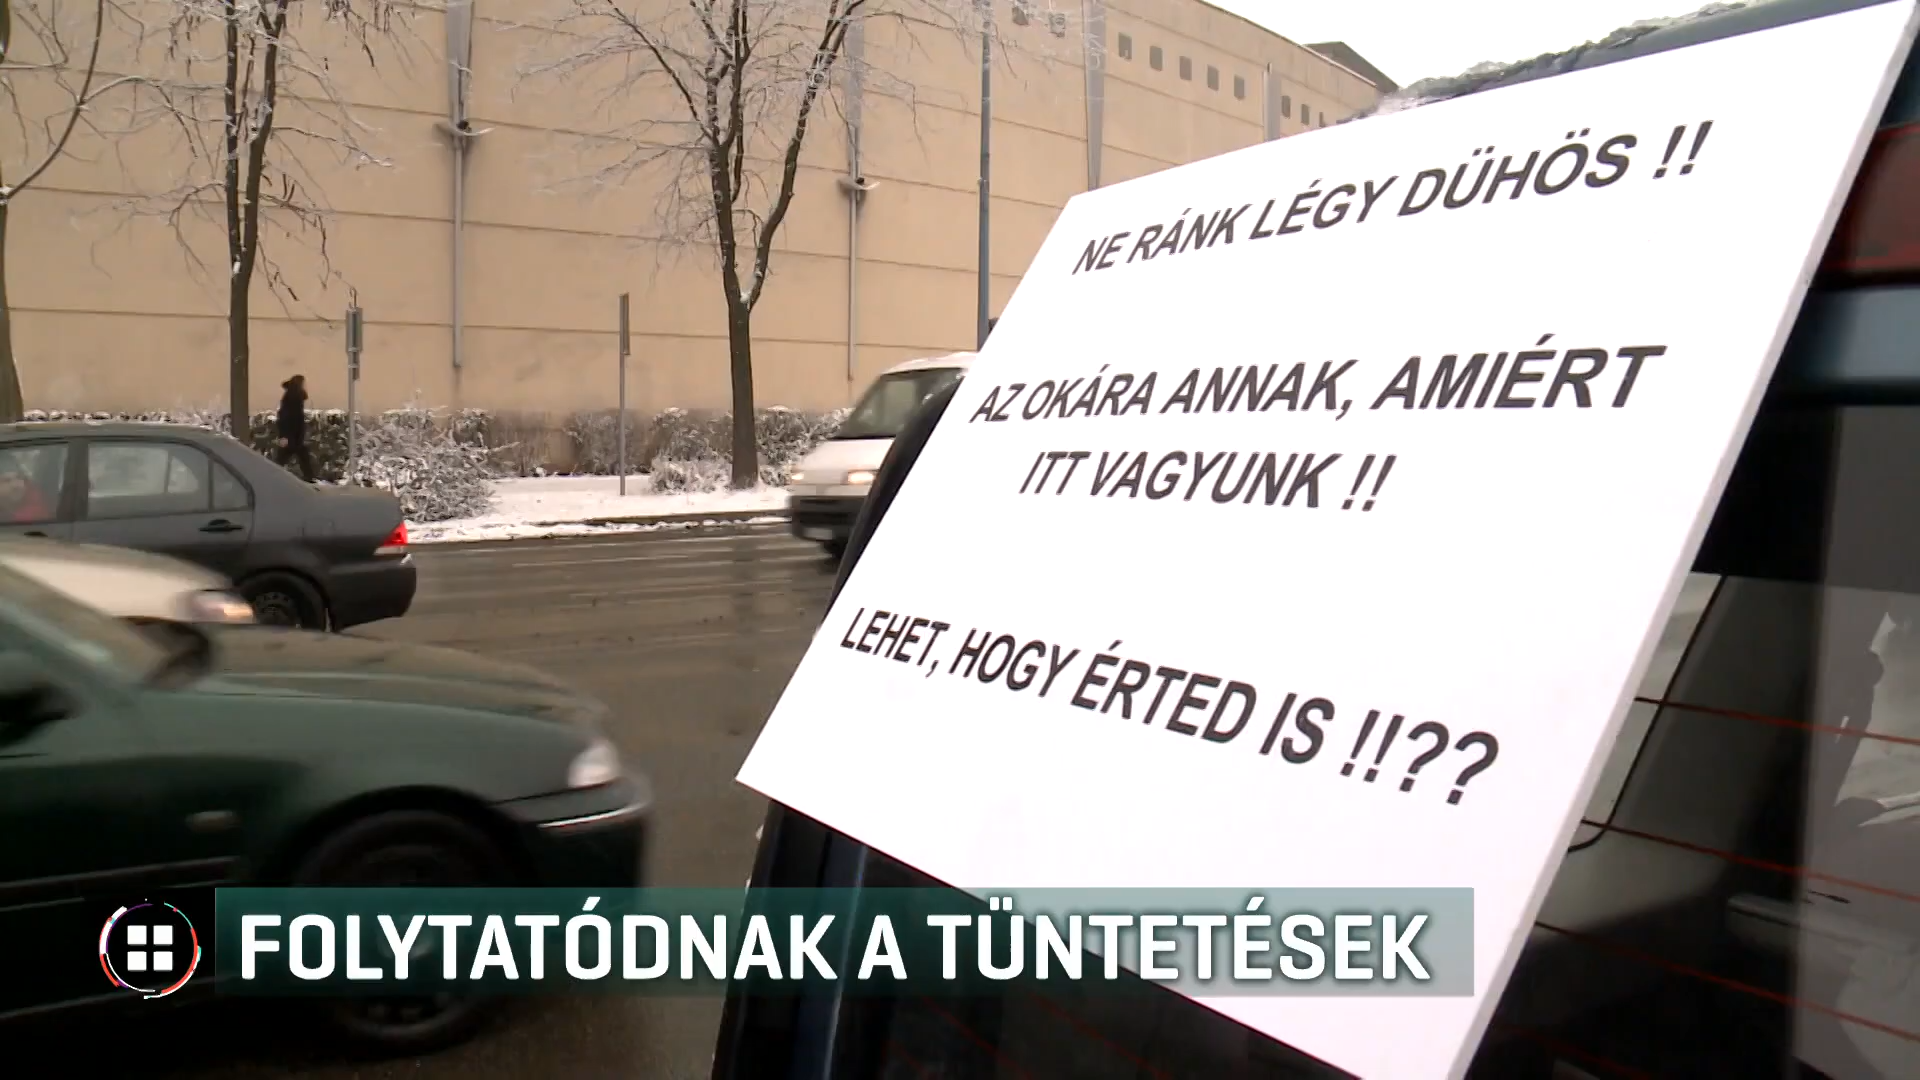 NE RÁNK LÉGY DÜHÖS !!
AZ OKÁRA ANNAK, AMIÉRT
ITT VAGYUNK !!
LEHET, HOGY ÉRTED IS !!??
FOLYTATÓDNAK A TÜNTETÉSEK